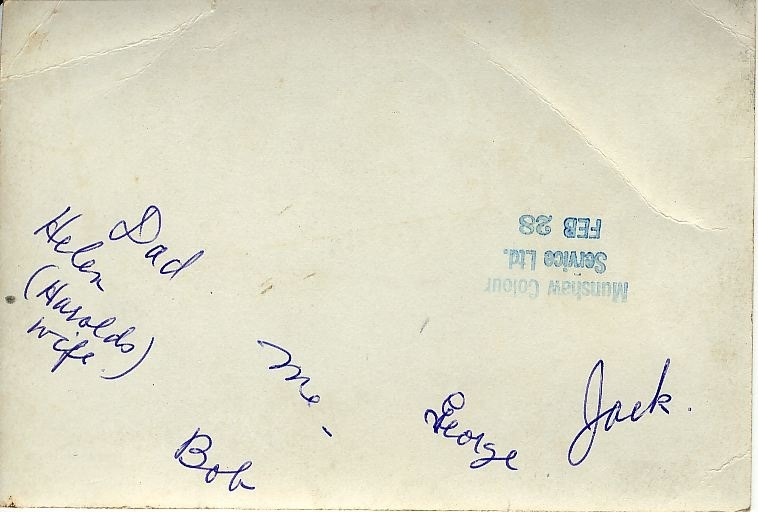 Dad
Helen
(Harolds
wife.)
me-
Bob
George
Jack.
Munshaw Colour
Service Ltd.
FEB 28